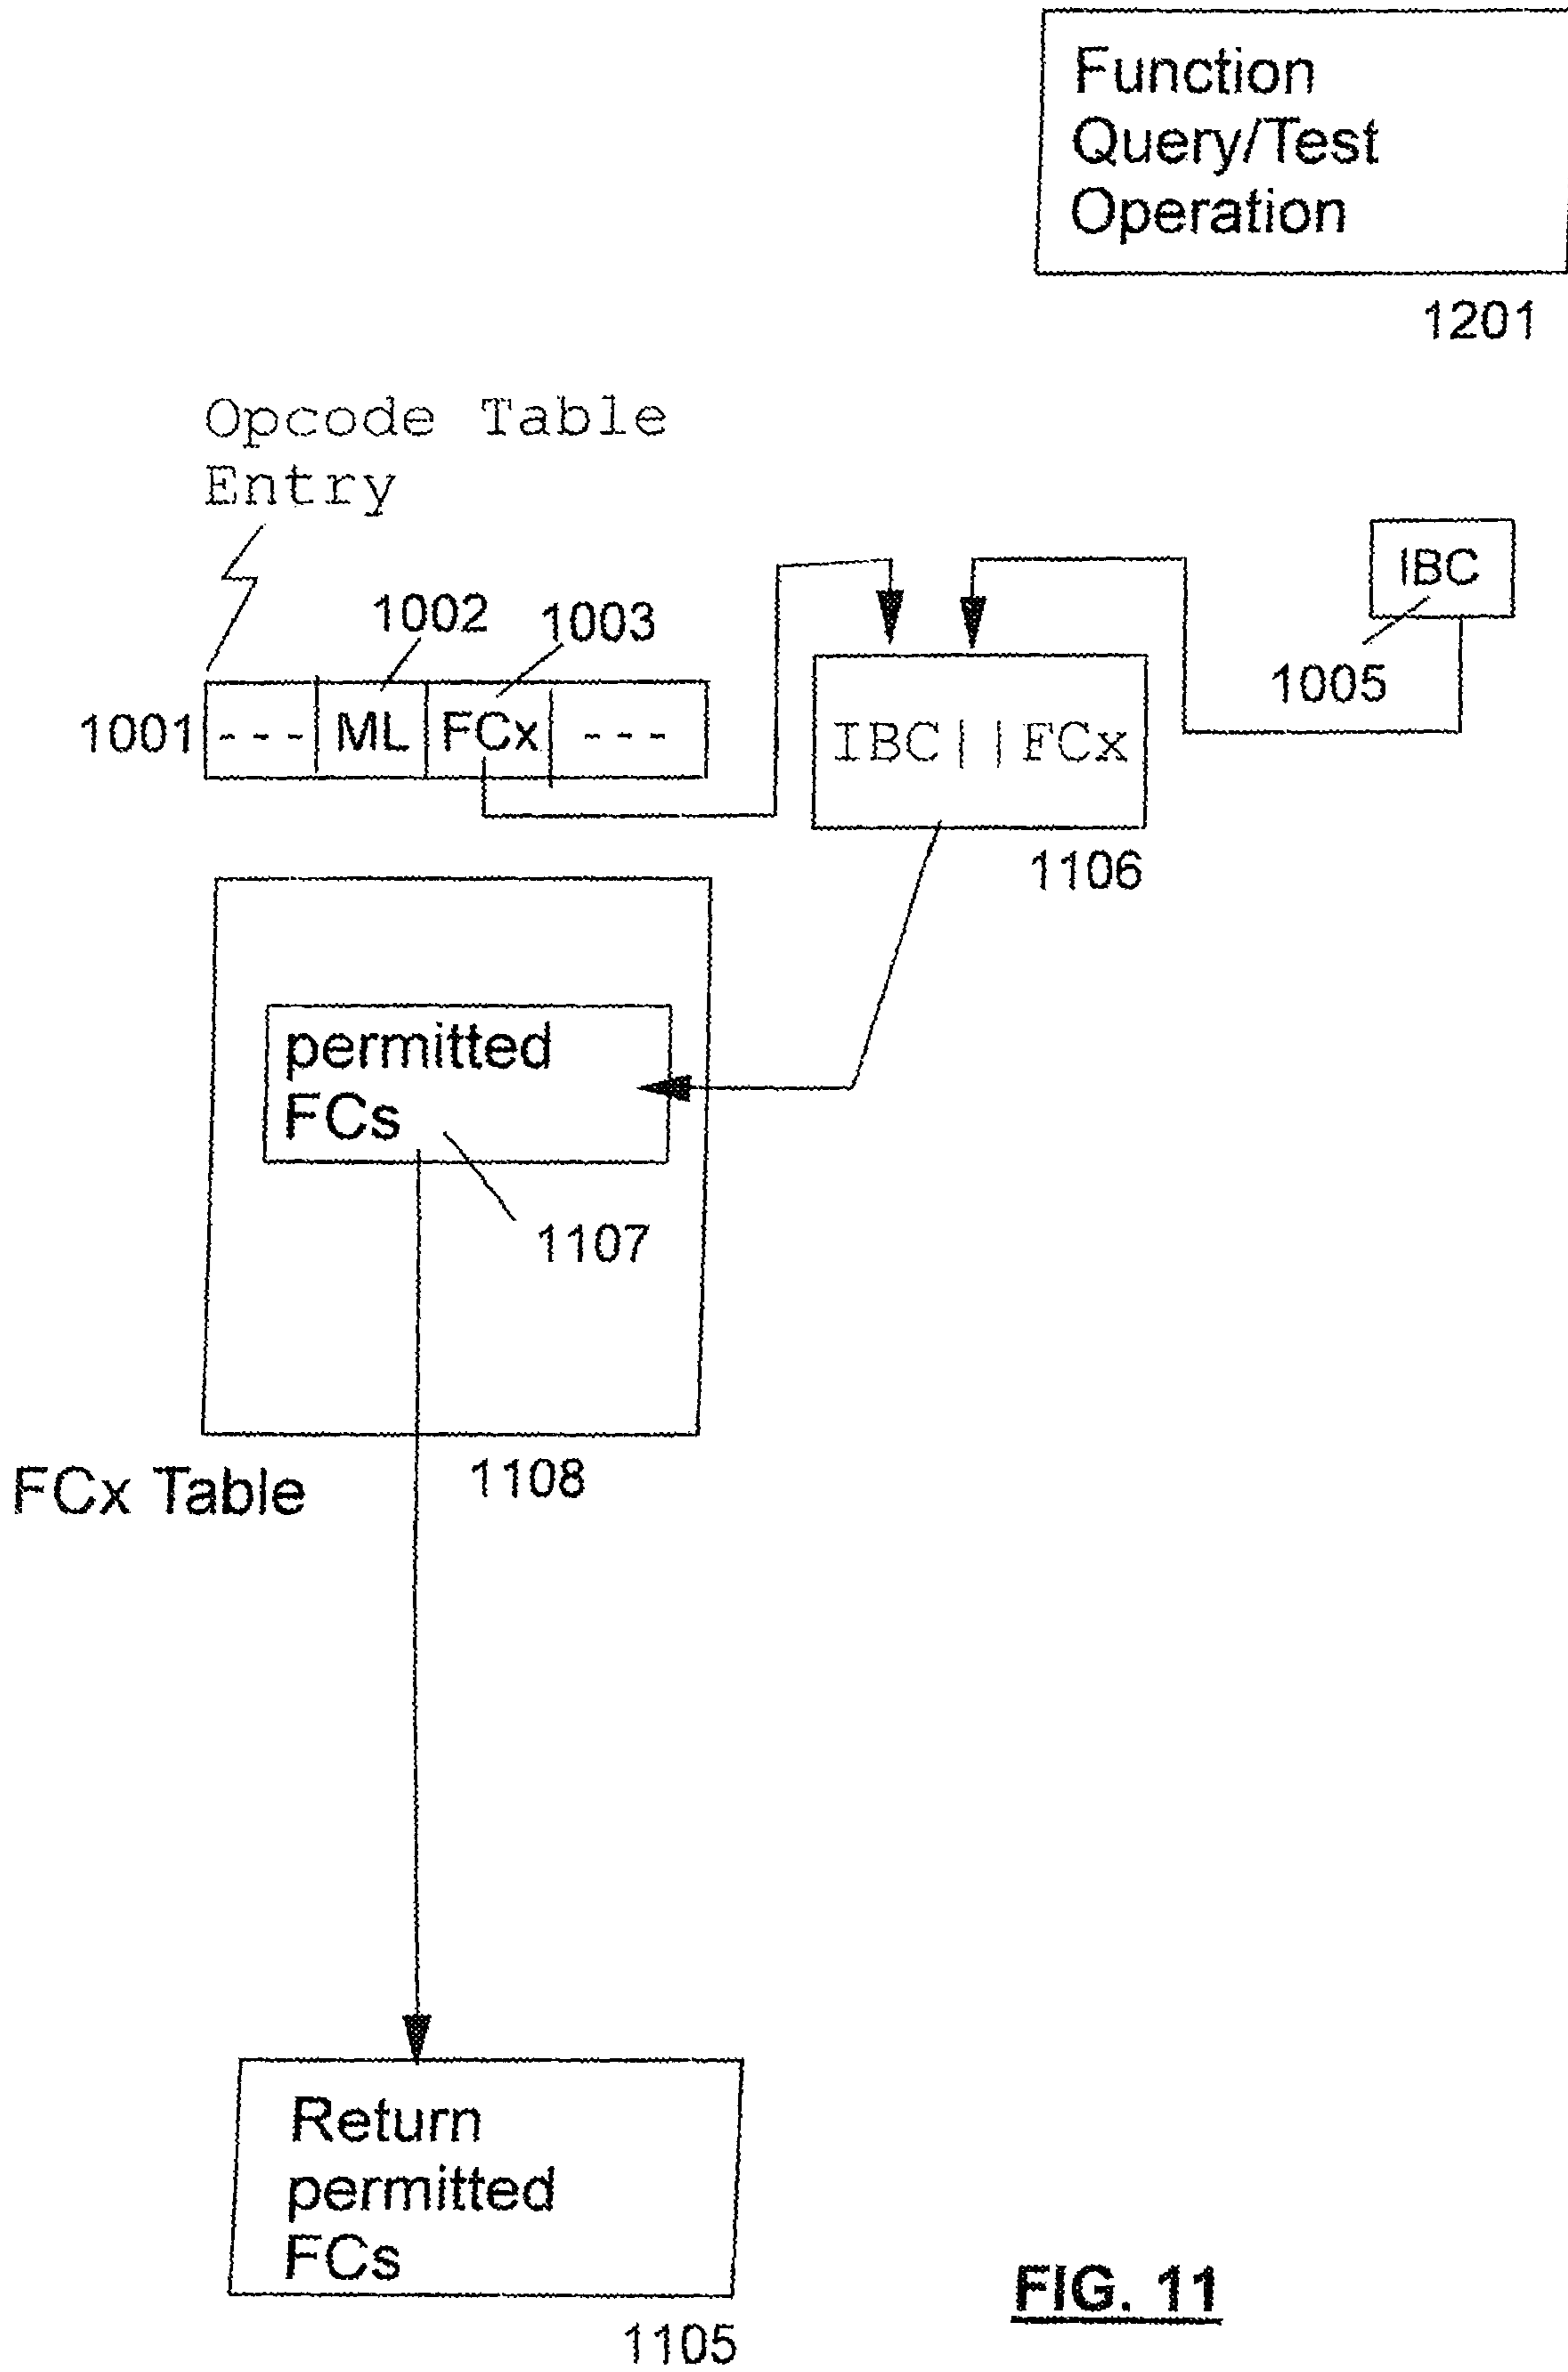 Function
Query/Test
Operation
1201
Opcode Table
Entry
1002
1003
IBC
1005
1001
--- ML FCx ---
IBC||FCx
1106
permitted
FCs
1107
1108
FCx Table
Return
permitted
FCs
1105
FIG. 11